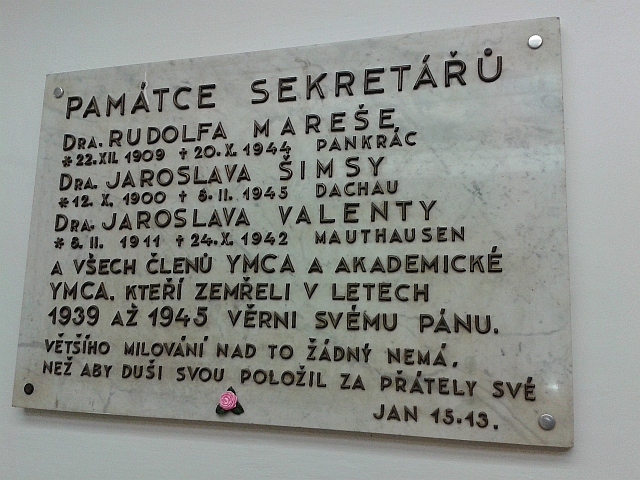 PAMÁTCE SEKRETÁŘŮ
DRA. RUDOLFA MAREŠE
* 22. XII. 1909 † 20. X. 1944 PANKRÁC
DRA. JAROSLAVA ŠIMSY
* 12. X. 1900 † 8. II. 1945 DACHAU
DRA. JAROSLAVA VALENTY
* 8. II. 1911 † 24. X. 1942 MAUTHAUSEN
A VŠECH ČLENŮ YMCA A AKADEMICKÉ
YMCA, KTEŘÍ ZEMŘELI V LETECH
1939 AŽ 1945 VĚRNI SVÉMU PÁNU.
VĚTŠÍHO MILOVÁNÍ NAD TO ŽÁDNÝ NEMÁ,
NEŽ ABY DUŠI SVOU POLOŽIL ZA PŘÁTELY SVÉ
JAN 15.13.